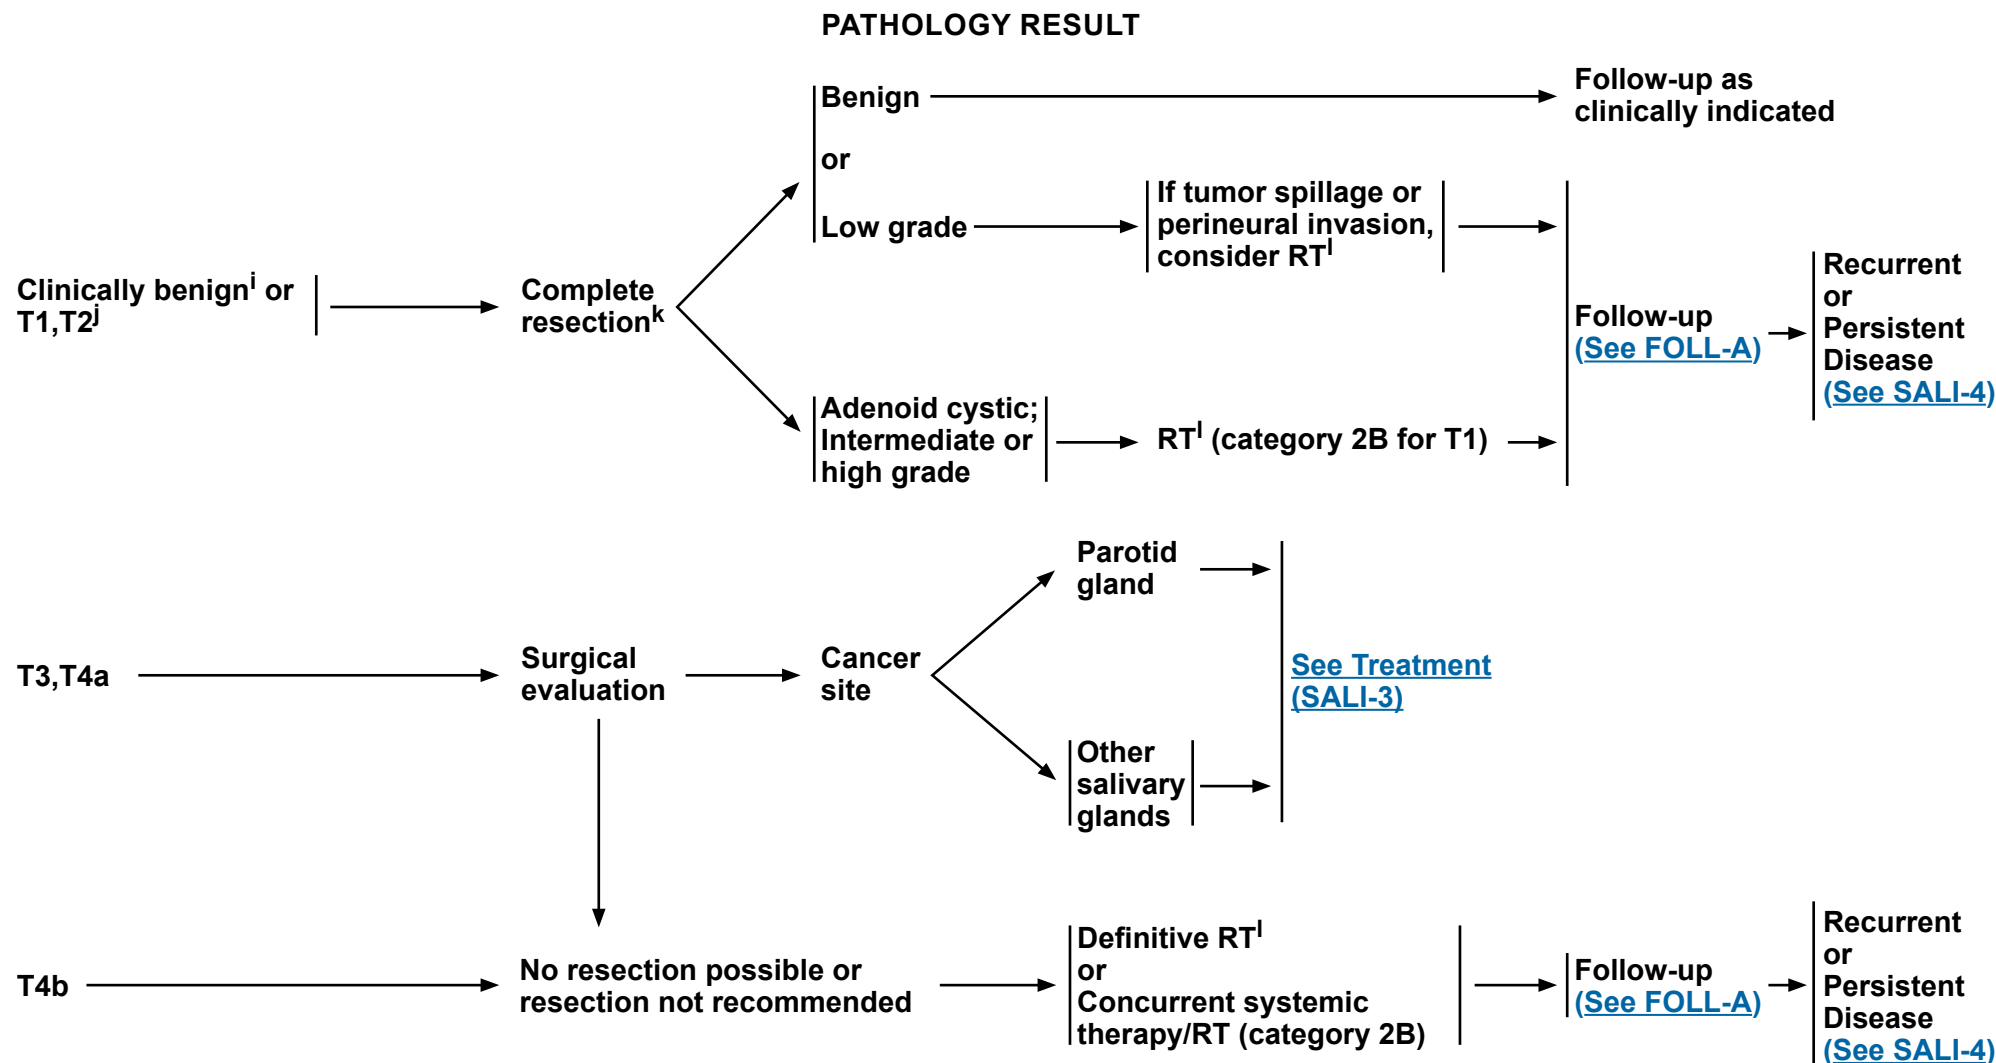 PATHOLOGY RESULT
Benign
Follow-up as
clinically indicated
or
Low grade
If tumor spillage or
perineural invasion,
consider RTˡ
Clinically benignⁱ or
T1,T2ʲ
Complete
resectionᵏ
Adenoid cystic;
Intermediate or
high grade
RTˡ (category 2B for T1)
Follow-up
(See FOLL-A)
Recurrent
or
Persistent
Disease
(See SALI-4)
T3,T4a
Surgical
evaluation
Cancer
site
Parotid
gland
Other
salivary
glands
See Treatment
(SALI-3)
T4b
No resection possible or
resection not recommended
Definitive RTˡ
or
Concurrent systemic
therapy/RT (category 2B)
Follow-up
(See FOLL-A)
Recurrent
or
Persistent
Disease
(See SALI-4)